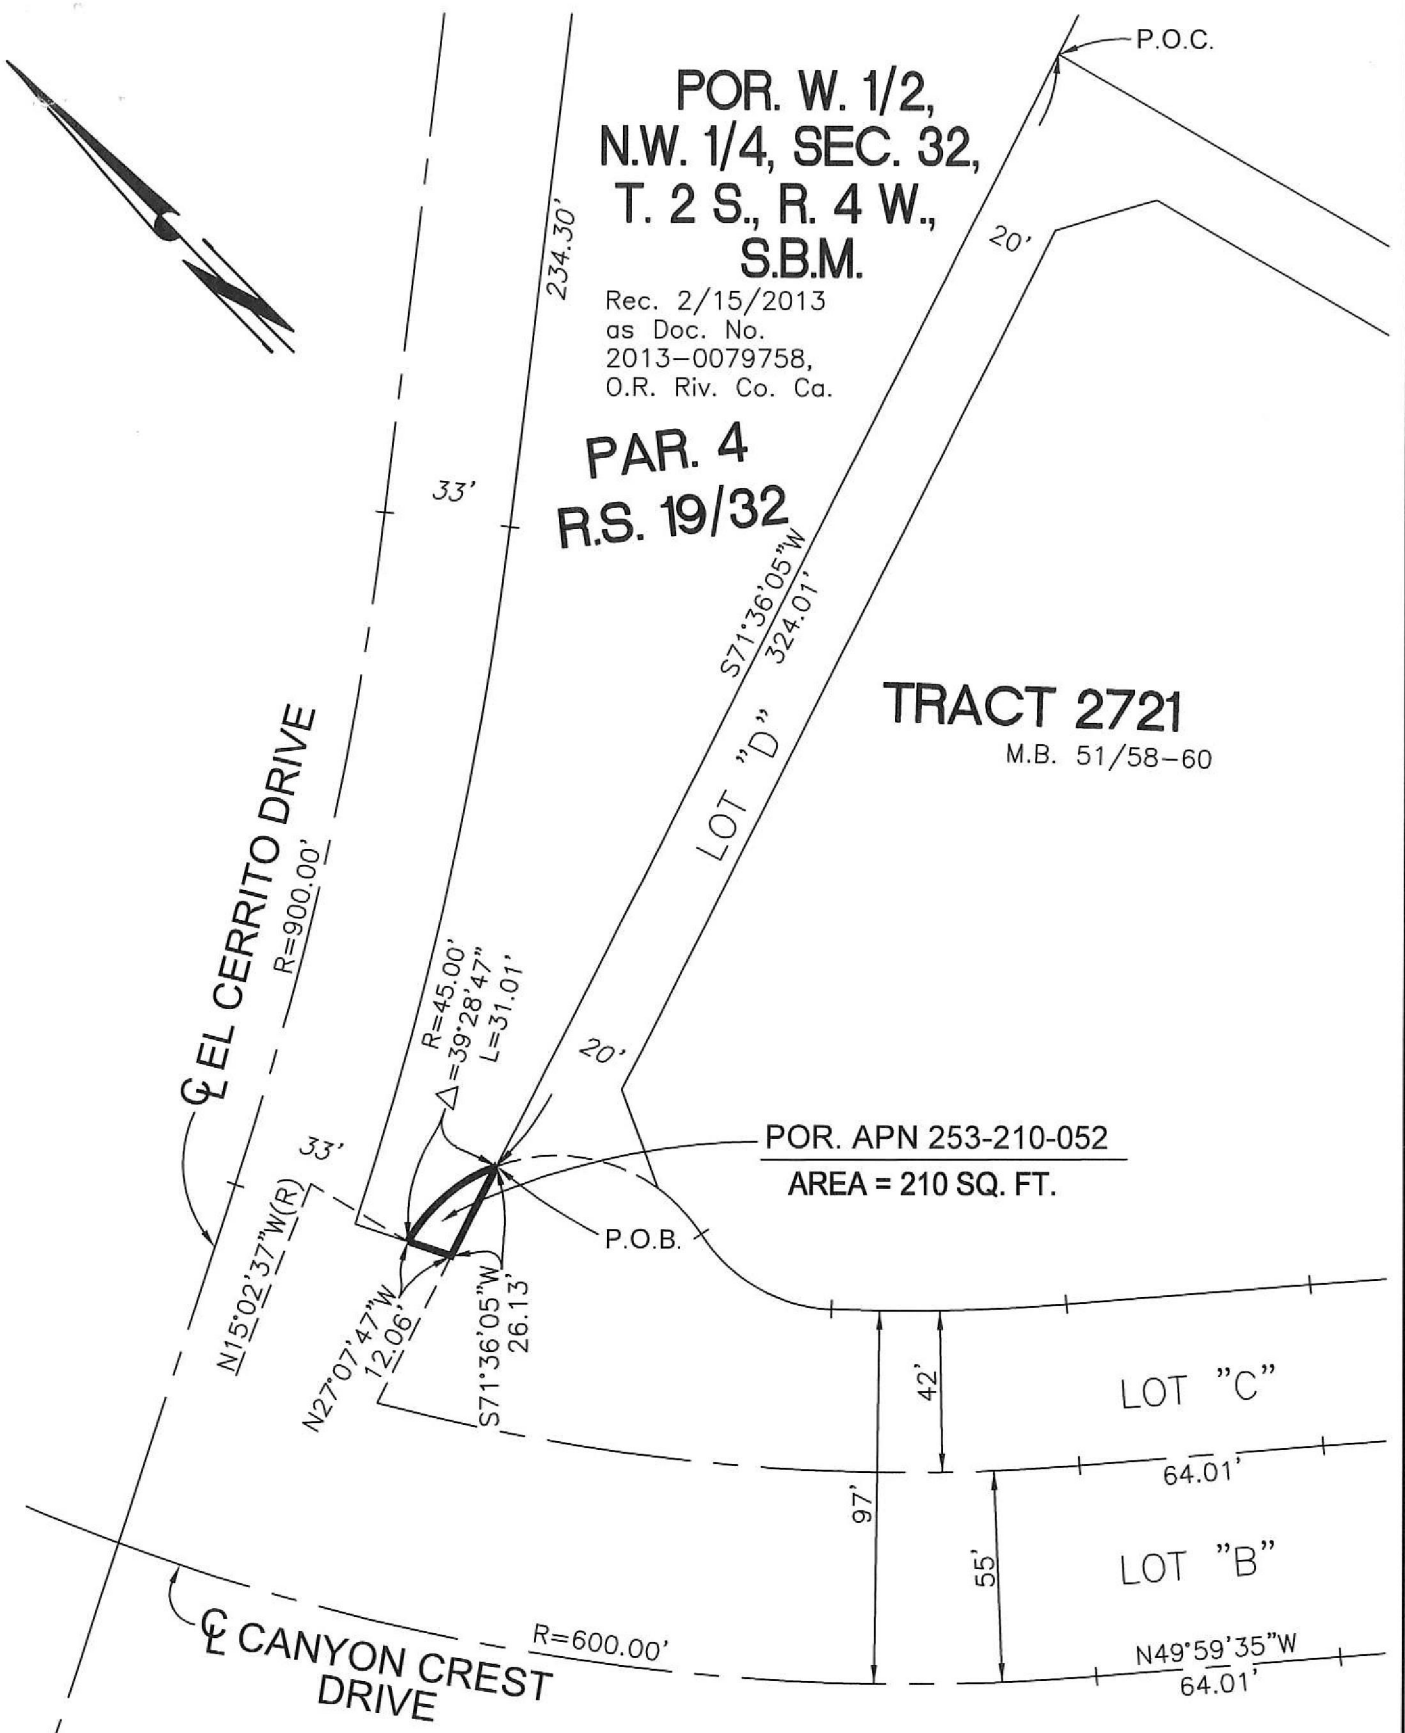 P.O.C.
POR. W. 1/2,
N.W. 1/4, SEC. 32,
T. 2 S., R. 4 W.,
S.B.M.
Rec. 2/15/2013
as Doc. No.
2013-0079758,
O.R. Riv. Co. Ca.
234.30'
20'
33'
PAR. 4
R.S. 19/32
S71°36'05"W
324.01'
LOT "D"
TRACT 2721
M.B. 51/58-60
℄ EL CERRITO DRIVE
R=900.00'
R=45.00'
△=39°28'47"
L=31.01'
20'
33'
POR. APN 253-210-052
AREA = 210 SQ. FT.
P.O.B.
N15°02'37"W(R)
N27°07'47"W
12.06'
S71°36'05"W
26.13'
42'
LOT "C"
64.01'
97'
55'
LOT "B"
N49°59'35"W
64.01'
℄ CANYON CREST
DRIVE
R=600.00'